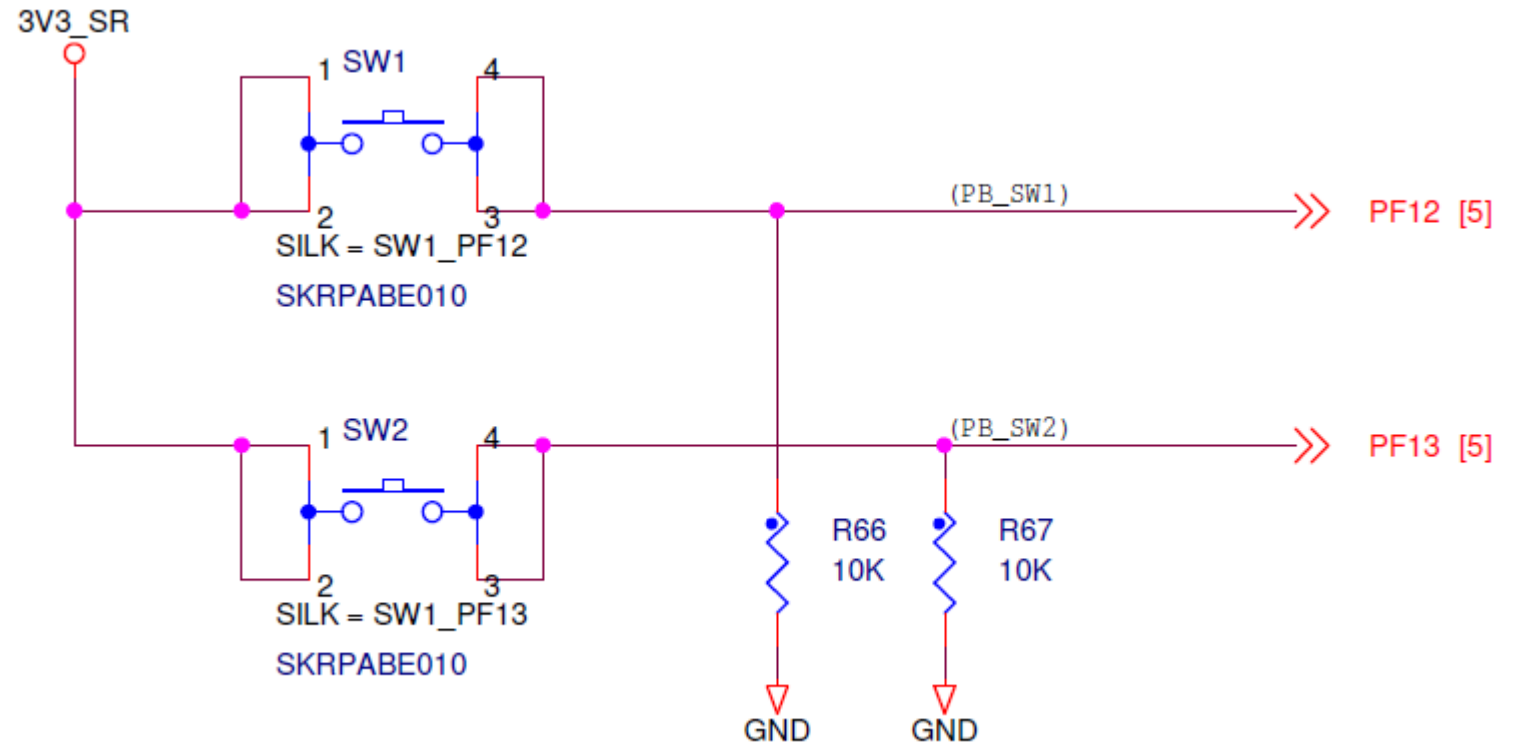 3V3_SR
1 SW1 4
(PB_SW1)
PF12 [5]
2 3
SILK = SW1_PF12
SKRPABE010
1 SW2 4
(PB_SW2)
PF13 [5]
2 3
SILK = SW1_PF13
SKRPABE010
R66
10K
R67
10K
GND
GND